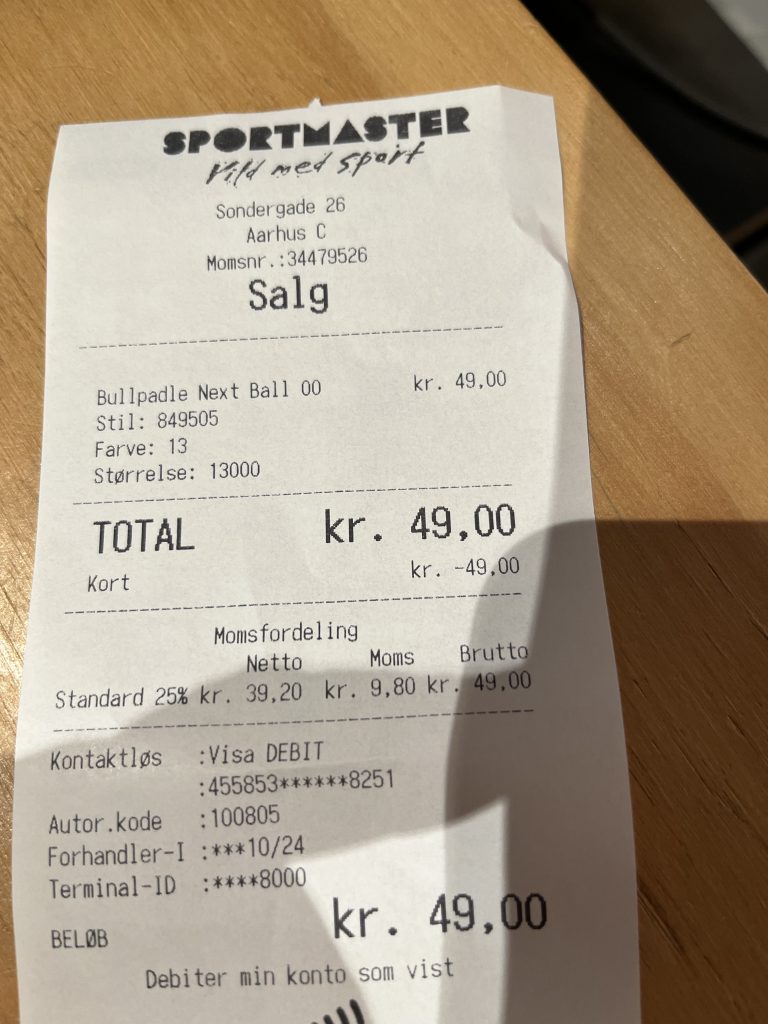 SPORTMASTER
Vild med sport
Sondergade 26
Aarhus C
Momsnr.:34479526
Salg
Bullpadle Next Ball 00 kr. 49,00
Stil: 849505
Farve: 13
Størrelse: 13000
TOTAL kr. 49,00
Kort kr. -49,00
Momsfordeling
Netto Moms Brutto
Standard 25% kr. 39,20 kr. 9,80 kr. 49,00
Kontaktløs :Visa DEBIT
:455853******8251
Autor.kode :100805
Forhandler-I :***10/24
Terminal-ID :****8000
BELØB kr. 49,00
Debiter min konto som vist